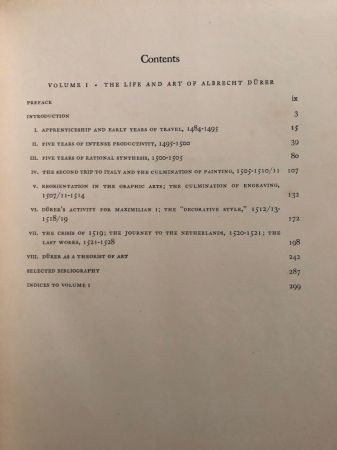 Contents
VOLUME I · THE LIFE AND ART OF ALBRECHT DÜRER
PREFACE ix
INTRODUCTION 3
I. APPRENTICESHIP AND EARLY YEARS OF TRAVEL, 1484-1495 15
II. FIVE YEARS OF INTENSE PRODUCTIVITY, 1495-1500 39
III. FIVE YEARS OF RATIONAL SYNTHESIS, 1500-1505 80
IV. THE SECOND TRIP TO ITALY AND THE CULMINATION OF PAINTING, 1505-1510/11 107
V. REORIENTATION IN THE GRAPHIC ARTS; THE CULMINATION OF ENGRAVING,
1507/11-1514 132
VI. DÜRER'S ACTIVITY FOR MAXIMILIAN I; THE "DECORATIVE STYLE," 1512/13-
1518/19 172
VII. THE CRISIS OF 1519; THE JOURNEY TO THE NETHERLANDS, 1520-1521; THE
LAST WORKS, 1521-1528 198
VIII. DÜRER AS A THEORIST OF ART 242
SELECTED BIBLIOGRAPHY 287
INDICES TO VOLUME I 299